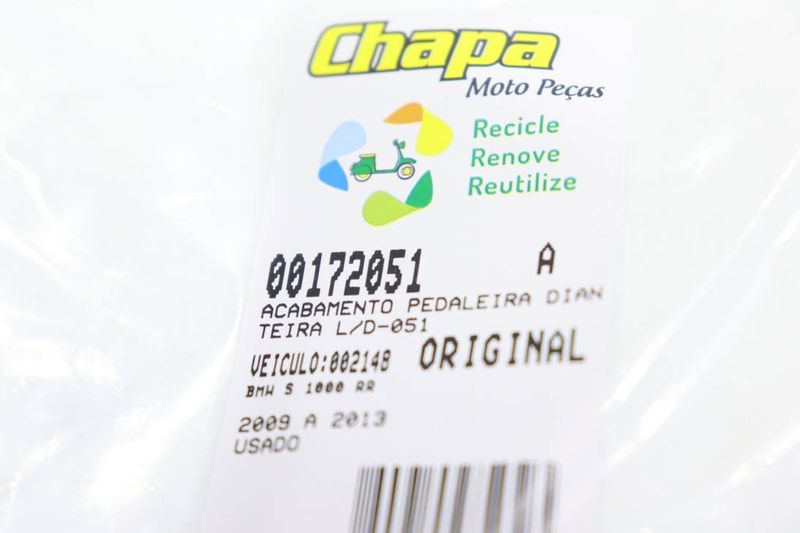 Chapa
Moto Peças
Recicle
Renove
Reutilize
00172051 A
ACABAMENTO PEDALEIRA DIAN
TEIRA L/D-051
VEICULO:002148 ORIGINAL
BMW S 1000 RR
2009 A 2013
USADO